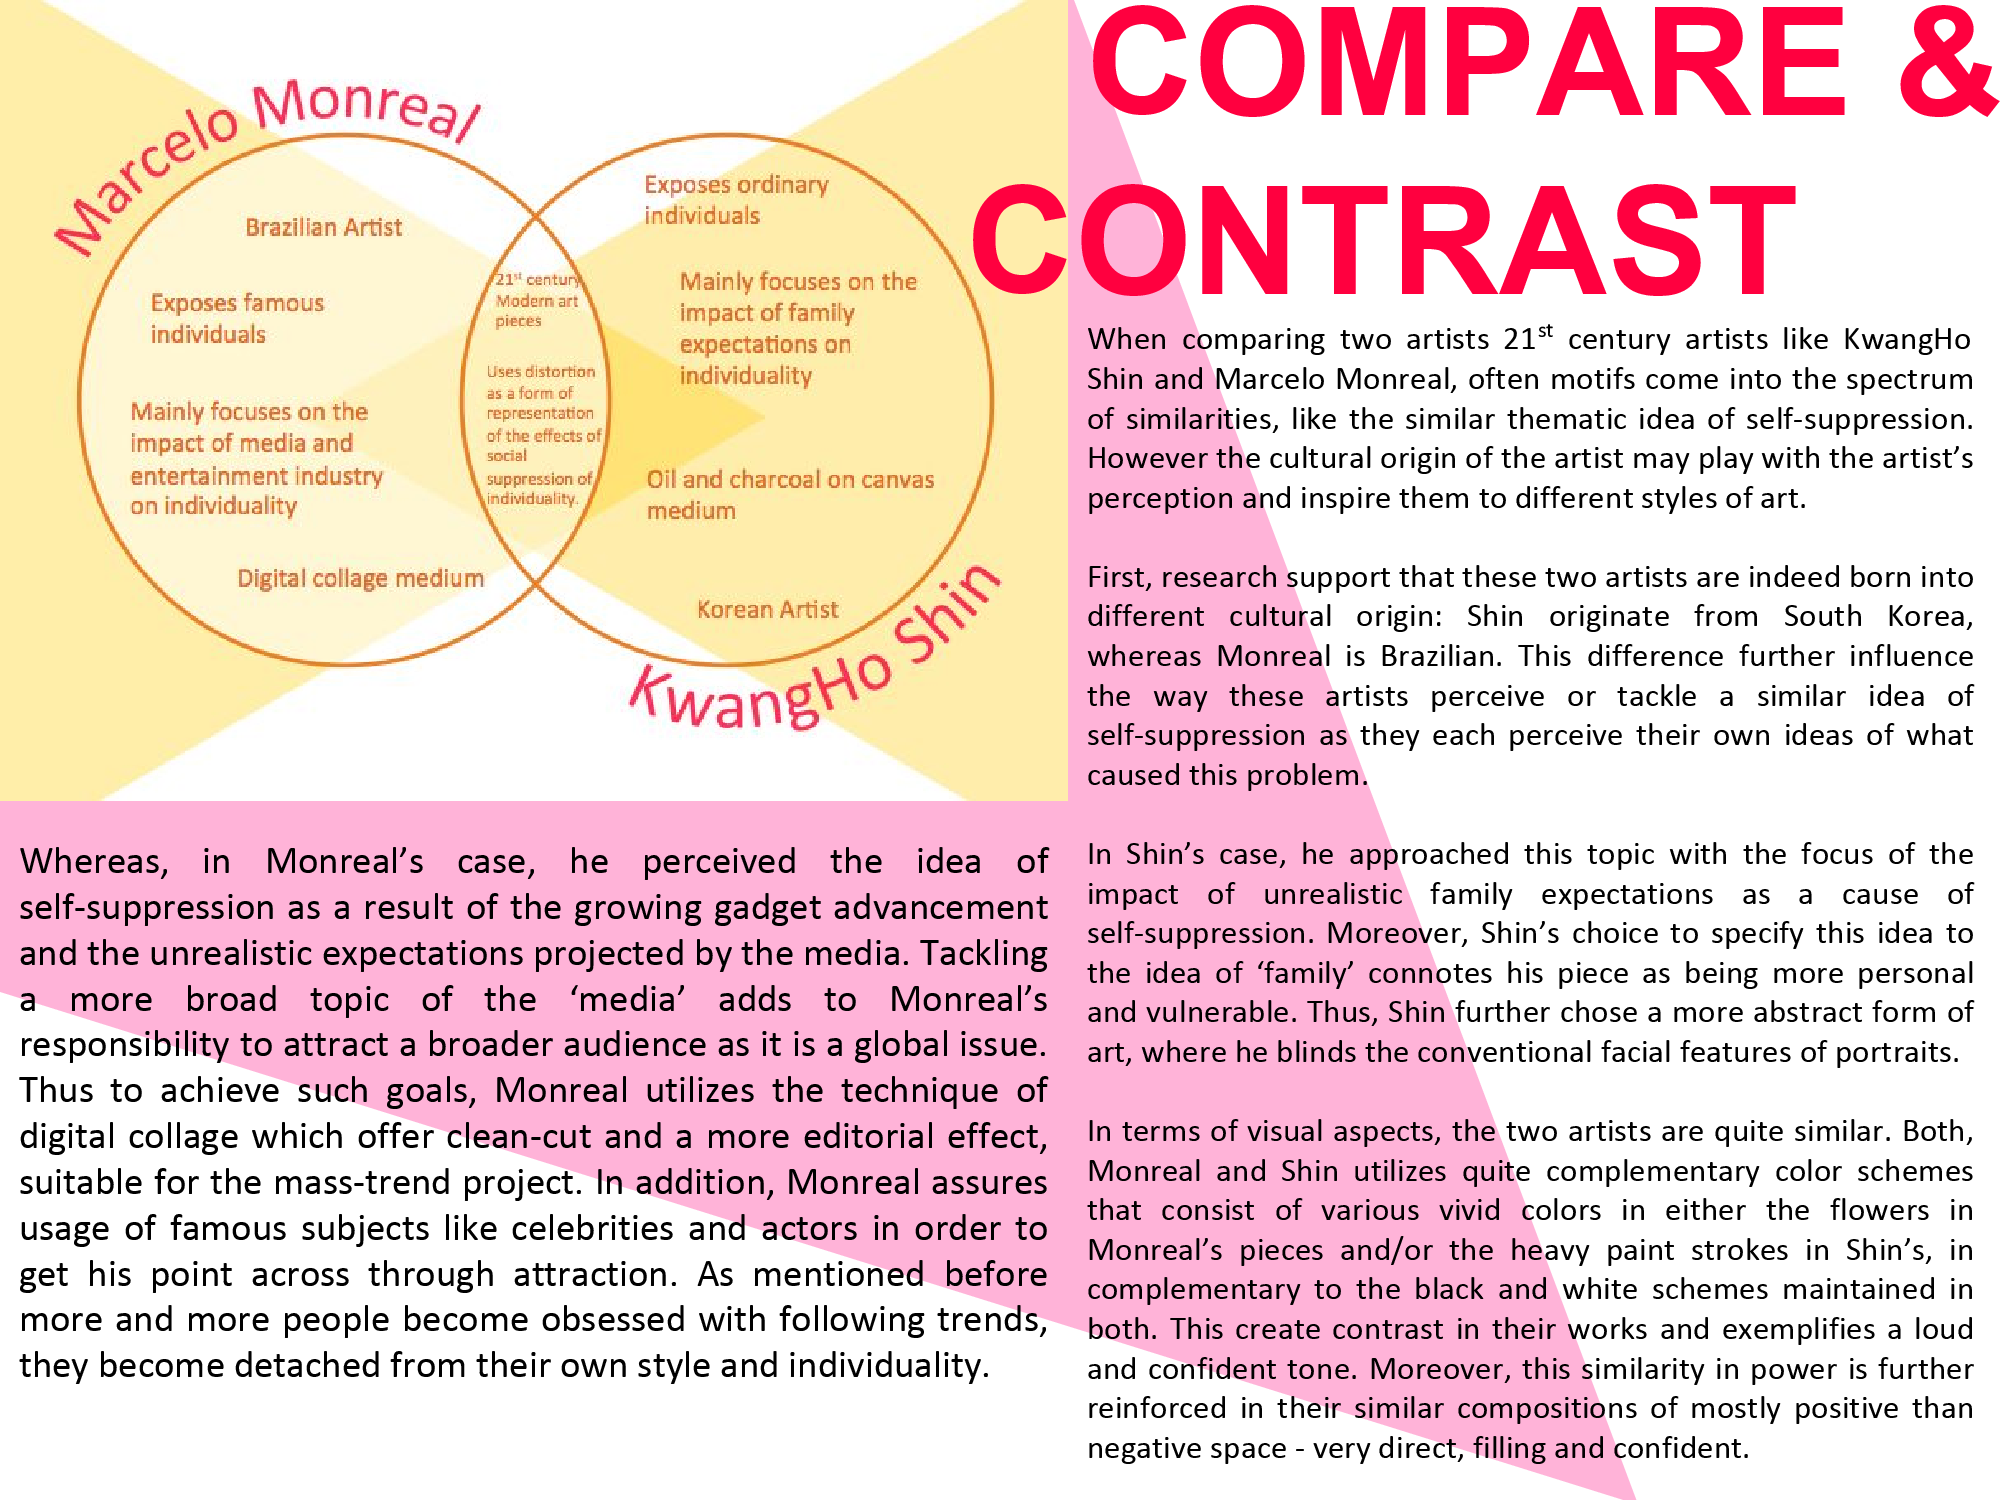 COMPARE &
CONTRAST
Marcelo Monreal
Brazilian Artist
Exposes famous
individuals
Mainly focuses on the
impact of media and
entertainment industry
on individuality
Digital collage medium
21st century
Modern art
pieces
Uses distortion
as a form of
representation
of the effects of
social
suppression of
individuality.
Exposes ordinary
individuals
Mainly focuses on the
impact of family
expectations on
individuality
Oil and charcoal on canvas
medium
Korean Artist
KwangHo Shin
When comparing two artists 21st century artists like KwangHo
Shin and Marcelo Monreal, often motifs come into the spectrum
of similarities, like the similar thematic idea of self-suppression.
However the cultural origin of the artist may play with the artist’s
perception and inspire them to different styles of art.
First, research support that these two artists are indeed born into
different cultural origin: Shin originate from South Korea,
whereas Monreal is Brazilian. This difference further influence
the way these artists perceive or tackle a similar idea of
self-suppression as they each perceive their own ideas of what
caused this problem.
In Shin’s case, he approached this topic with the focus of the
impact of unrealistic family expectations as a cause of
self-suppression. Moreover, Shin’s choice to specify this idea to
the idea of ‘family’ connotes his piece as being more personal
and vulnerable. Thus, Shin further chose a more abstract form of
art, where he blinds the conventional facial features of portraits.
In terms of visual aspects, the two artists are quite similar. Both,
Monreal and Shin utilizes quite complementary color schemes
that consist of various vivid colors in either the flowers in
Monreal’s pieces and/or the heavy paint strokes in Shin’s, in
complementary to the black and white schemes maintained in
both. This create contrast in their works and exemplifies a loud
and confident tone. Moreover, this similarity in power is further
reinforced in their similar compositions of mostly positive than
negative space - very direct, filling and confident.
Whereas, in Monreal’s case, he perceived the idea of
self-suppression as a result of the growing gadget advancement
and the unrealistic expectations projected by the media. Tackling
a more broad topic of the ‘media’ adds to Monreal’s
responsibility to attract a broader audience as it is a global issue.
Thus to achieve such goals, Monreal utilizes the technique of
digital collage which offer clean-cut and a more editorial effect,
suitable for the mass-trend project. In addition, Monreal assures
usage of famous subjects like celebrities and actors in order to
get his point across through attraction. As mentioned before
more and more people become obsessed with following trends,
they become detached from their own style and individuality.